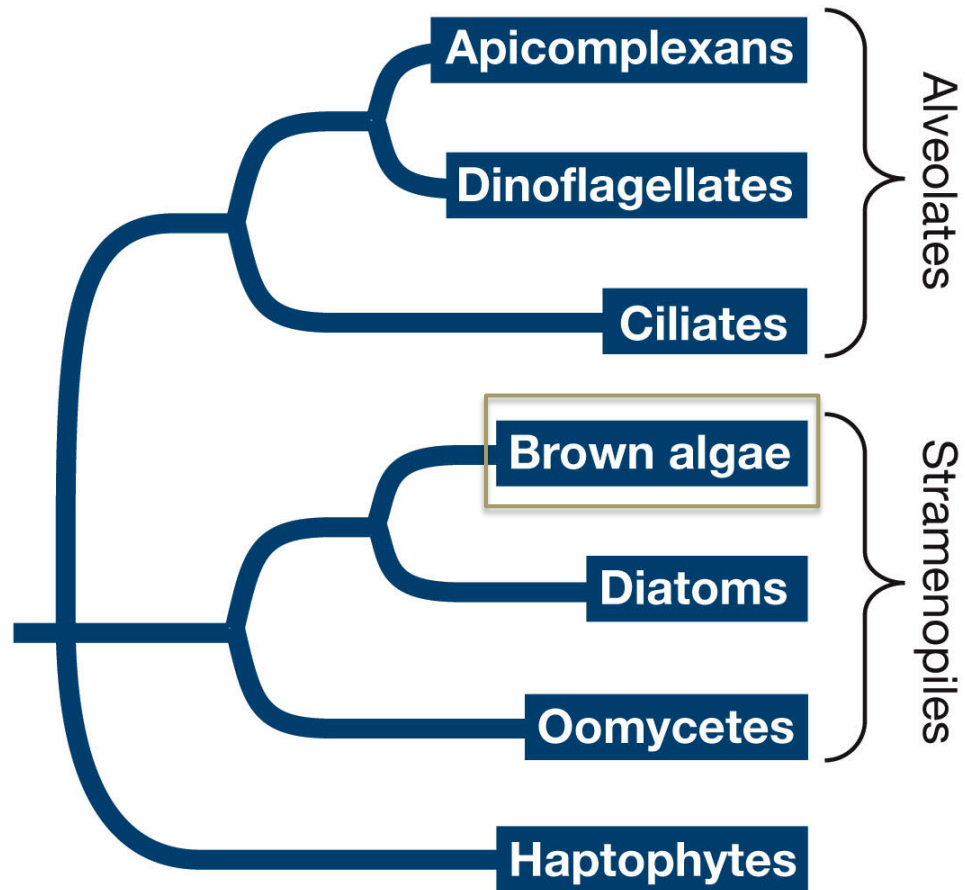 Apicomplexans
Dinoflagellates
Ciliates
Alveolates
Brown algae
Diatoms
Oomycetes
Stramenopiles
Haptophytes